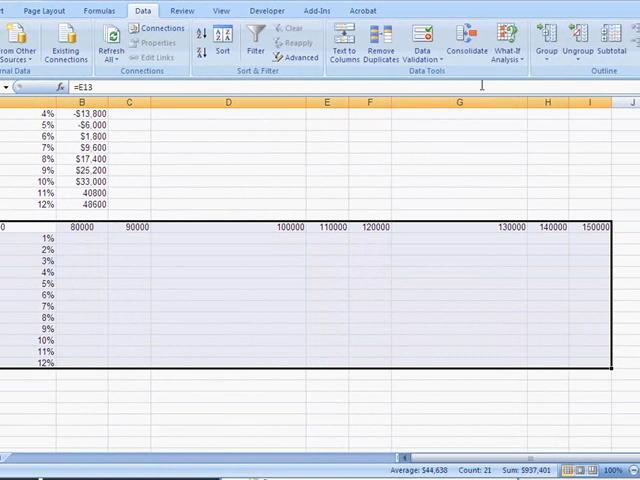 Page Layout Formulas Data Review View Developer Add-Ins Acrobat
From Other Sources
Existing Connections
Refresh All
Connections
Properties
Edit Links
Sort
Filter
Clear
Reapply
Advanced
Text to Columns
Remove Duplicates
Data Validation
Consolidate
What-If Analysis
Group
Ungroup
Subtotal
Connections Sort & Filter Data Tools Outline
fx =E13
B C D E F G H I J
4% -$13,800
5% -$6,000
6% $1,800
7% $9,600
8% $17,400
9% $25,200
10% $33,000
11% 40800
12% 48600
0 80000 90000 100000 110000 120000 130000 140000 150000
1%
2%
3%
4%
5%
6%
7%
8%
9%
10%
11%
12%
Average: $44,638 Count: 21 Sum: $937,401 100%